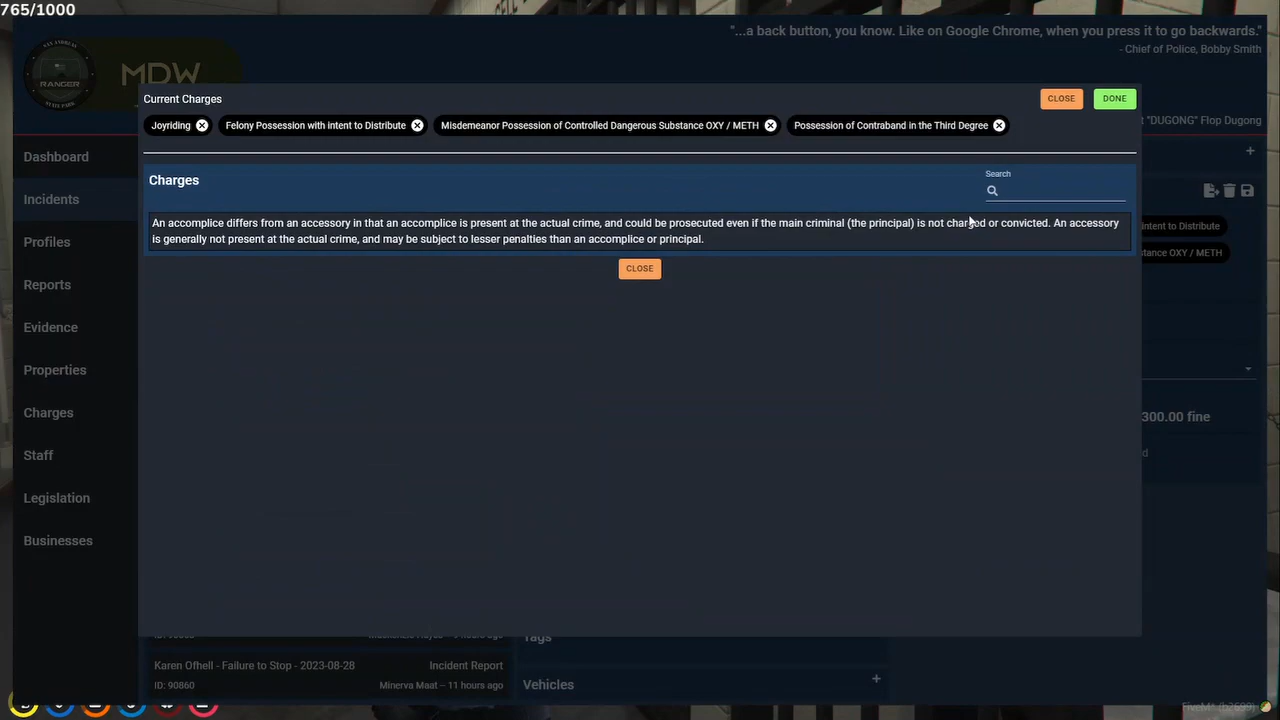 765/1000
"...a back button, you know. Like on Google Chrome, when you press it to go backwards."
- Chief of Police, Bobby Smith
SAN ANDREAS
RANGER
STATE PARK
MDW
Current Charges
CLOSE
DONE
"DUGONG" Flop Dugong
Joyriding
Felony Possession with intent to Distribute
Misdemeanor Possession of Controlled Dangerous Substance OXY / METH
Possession of Contraband in the Third Degree
Dashboard
Incidents
Profiles
Reports
Evidence
Properties
Charges
Staff
Legislation
Businesses
Charges
Search
An accomplice differs from an accessory in that an accomplice is present at the actual crime, and could be prosecuted even if the main criminal (the principal) is not charged or convicted. An accessory
is generally not present at the actual crime, and may be subject to lesser penalties than an accomplice or principal.
CLOSE
intent to Distribute
OXY / METH
300.00 fine
Tags
Karen Ofhell - Failure to Stop - 2023-08-28
Incident Report
ID: 90860
Minerva Maat – 11 hours ago
Vehicles